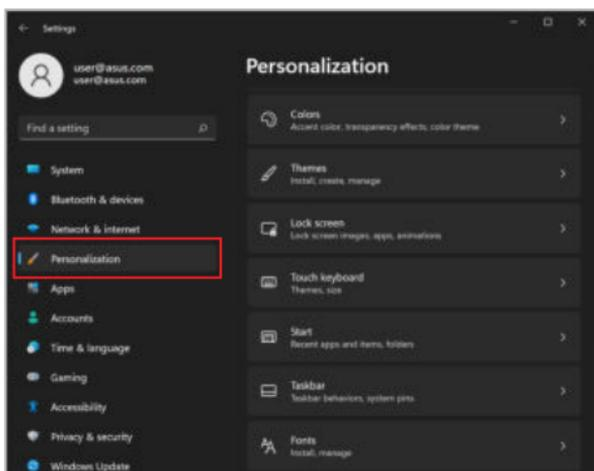 Settings
user@asus.com
user@asus.com
Find a setting
System
Bluetooth & devices
Network & internet
Personalization
Apps
Accounts
Time & language
Gaming
Accessibility
Privacy & security
Windows Update
Personalization
Colors
Accent color, transparency effects, color theme
Themes
Install, create, manage
Lock screen
Lock screen images, apps, animations
Touch keyboard
Themes, size
Start
Recent apps and items, folders
Taskbar
Taskbar behaviors, system pins
Fonts
Install, manage